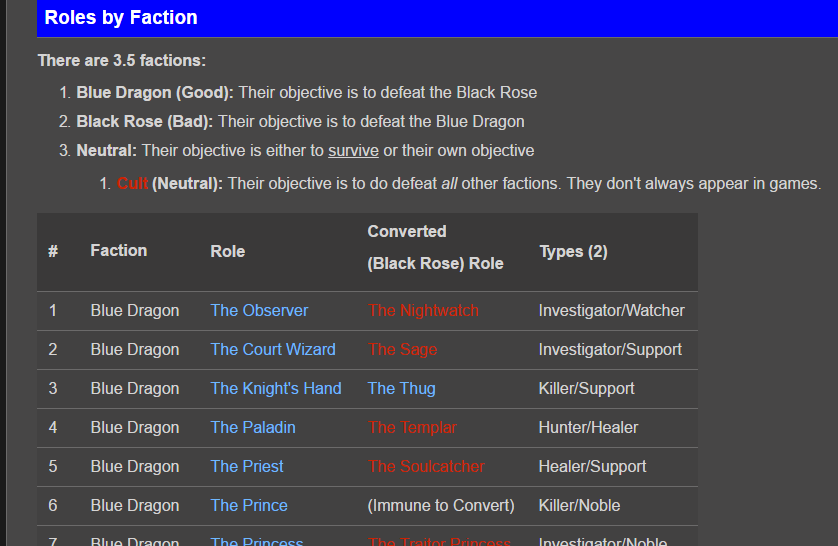 Roles by Faction
There are 3.5 factions:
1. Blue Dragon (Good): Their objective is to defeat the Black Rose
2. Black Rose (Bad): Their objective is to defeat the Blue Dragon
3. Neutral: Their objective is either to survive or their own objective
1. Cult (Neutral): Their objective is to do defeat all other factions. They don't always appear in games.
# Faction Role Converted (Black Rose) Role Types (2)
1 Blue Dragon The Observer The Nightwatch Investigator/Watcher
2 Blue Dragon The Court Wizard The Sage Investigator/Support
3 Blue Dragon The Knight's Hand The Thug Killer/Support
4 Blue Dragon The Paladin The Templar Hunter/Healer
5 Blue Dragon The Priest The Soulcatcher Healer/Support
6 Blue Dragon The Prince (Immune to Convert) Killer/Noble
7 Blue Dragon The Princess The Traitor Princess Investigator/Noble